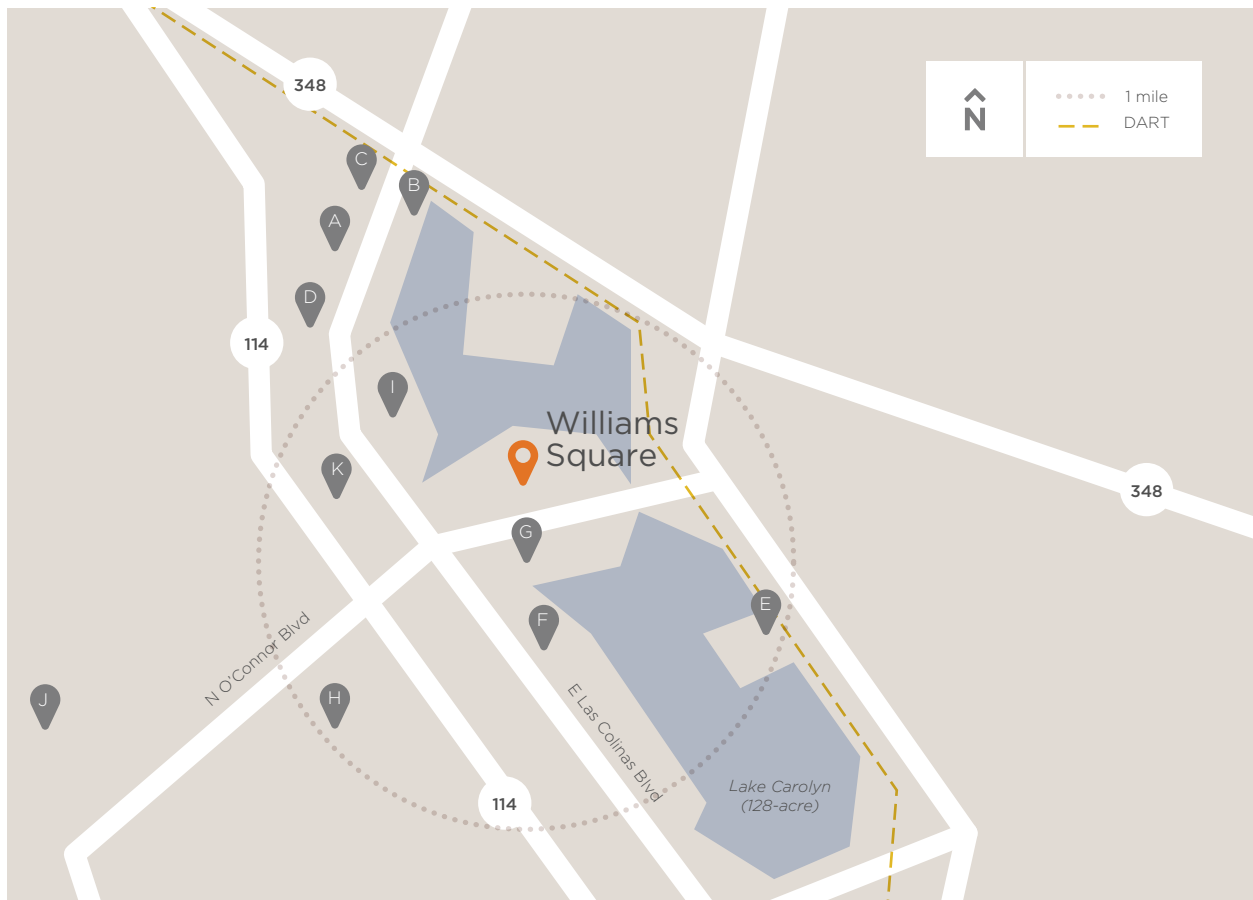 348
N
1 mile
DART
C
B
A
D
114
I
Williams
Square
K
348
G
E
F
N O'Connor Blvd
H
J
E Las Colinas Blvd
114
Lake Carolyn
(128-acre)